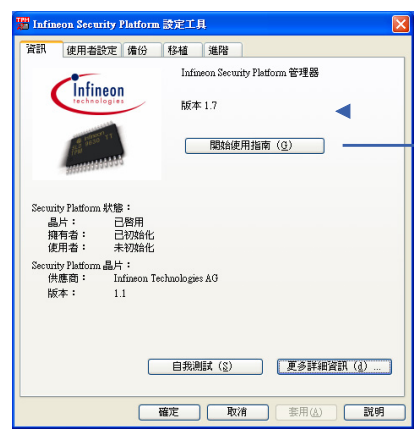 Infineon Security Platform 設定工具
資訊 使用者設定 備份 移植 進階
Infineon
technologies
Infineon Security Platform 管理器
版本 1.7
開始使用指南 (G)
Security Platform 狀態：
晶片： 已啓用
擁有者： 已初始化
使用者： 未初始化
Security Platform 晶片：
供應商： Infineon Technologies AG
版本： 1.1
自我測試 (S) 更多詳細資訊 (d) ...
確定 取消 套用(A) 說明